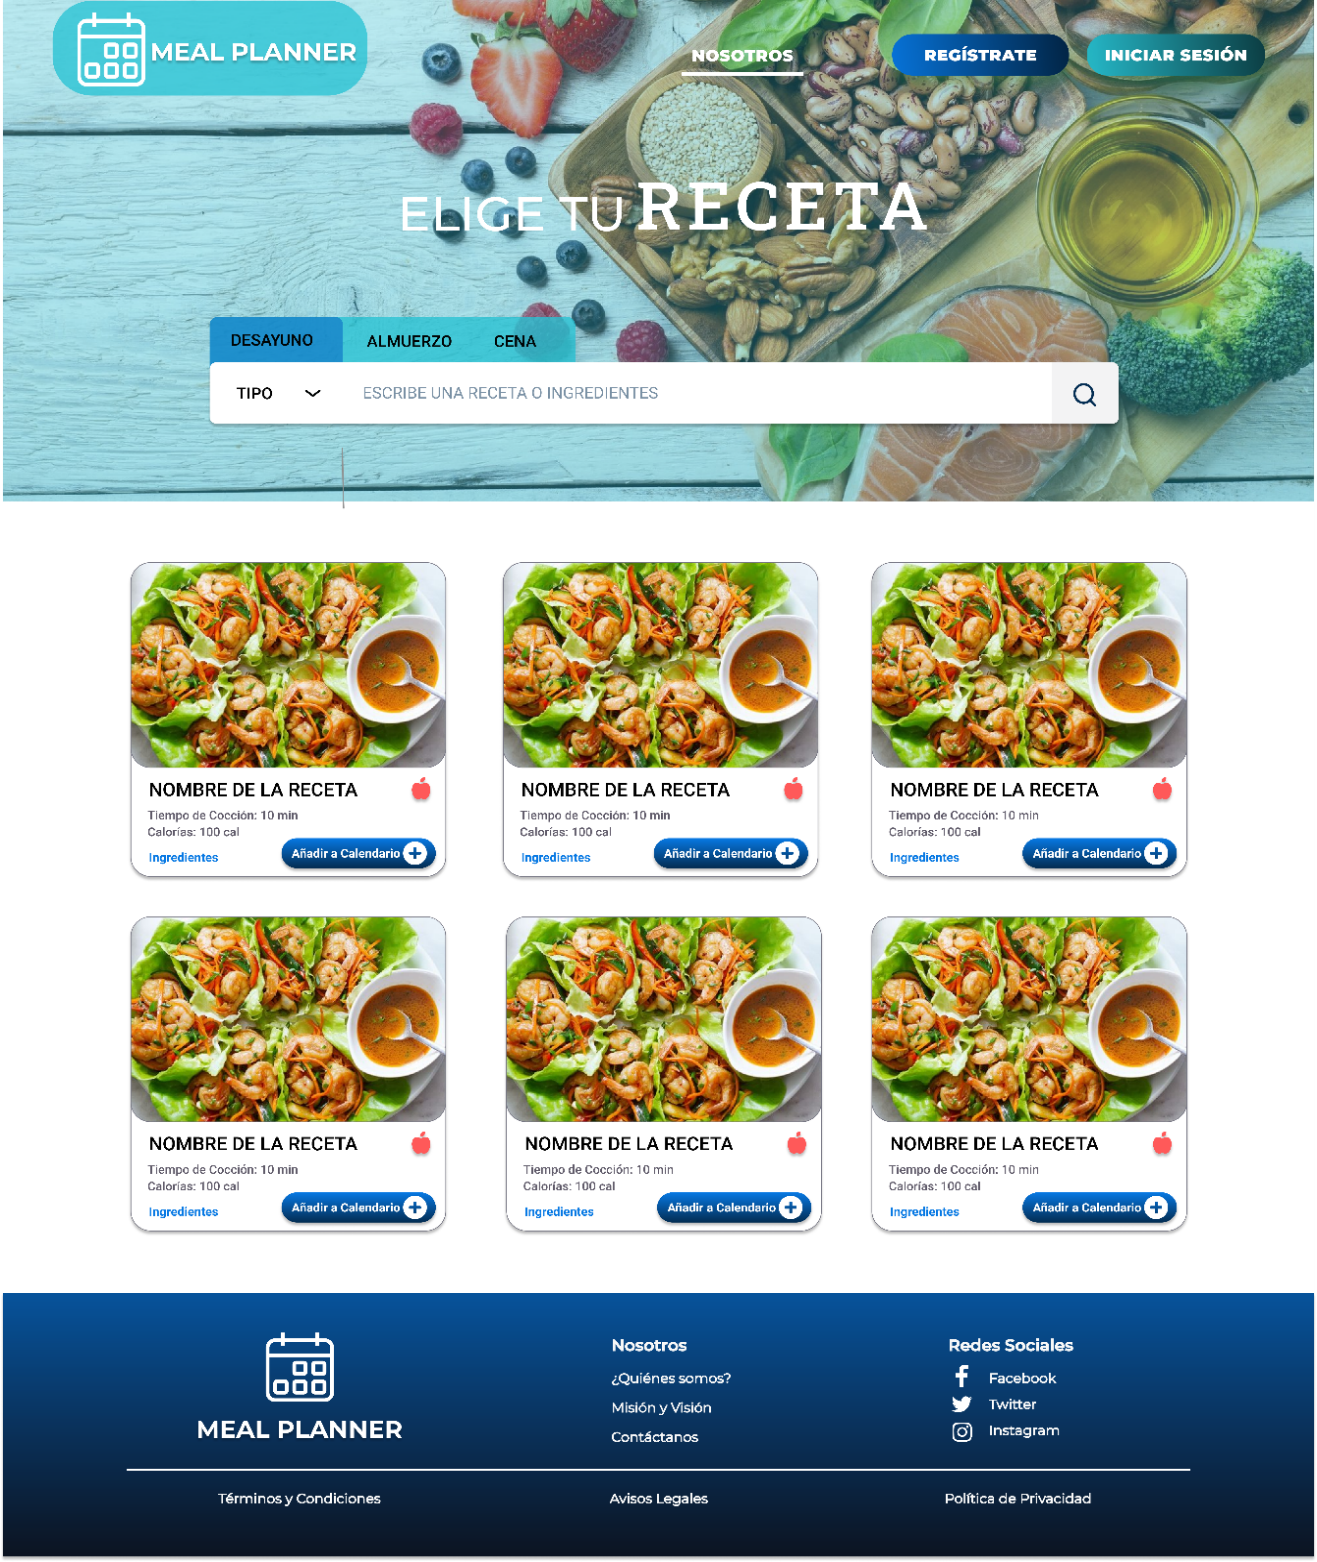 MEAL PLANNER
NOSOTROS
REGÍSTRATE
INICIAR SESIÓN
ELIGE TU RECETA
DESAYUNO
ALMUERZO
CENA
TIPO
ESCRIBE UNA RECETA O INGREDIENTES
NOMBRE DE LA RECETA
Tiempo de Cocción: 10 min
Calorías: 100 cal
Ingredientes
Añadir a Calendario
NOMBRE DE LA RECETA
Tiempo de Cocción: 10 min
Calorías: 100 cal
Ingredientes
Añadir a Calendario
NOMBRE DE LA RECETA
Tiempo de Cocción: 10 min
Calorías: 100 cal
Ingredientes
Añadir a Calendario
NOMBRE DE LA RECETA
Tiempo de Cocción: 10 min
Calorías: 100 cal
Ingredientes
Añadir a Calendario
NOMBRE DE LA RECETA
Tiempo de Cocción: 10 min
Calorías: 100 cal
Ingredientes
Añadir a Calendario
NOMBRE DE LA RECETA
Tiempo de Cocción: 10 min
Calorías: 100 cal
Ingredientes
Añadir a Calendario
MEAL PLANNER
Nosotros
¿Quiénes somos?
Misión y Visión
Contáctanos
Redes Sociales
Facebook
Twitter
Instagram
Términos y Condiciones
Avisos Legales
Política de Privacidad